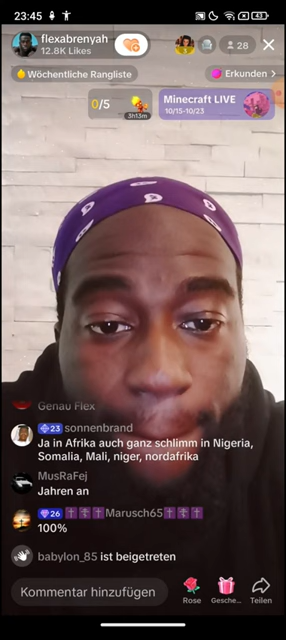 23:45
43
flexabrenyah
12.8K Likes
28
Wöchentliche Rangliste
Erkunden >
0/5
3h13m
Minecraft LIVE
10/15-10/23
Genau Flex
23 sonnenbrand
Ja in Afrika auch ganz schlimm in Nigeria,
Somalia, Mali, niger, nordafrika
MusRaFej
Jahren an
26 Marusch65
100%
babylon_85 ist beigetreten
Kommentar hinzufügen
Rose
Gesche...
Teilen